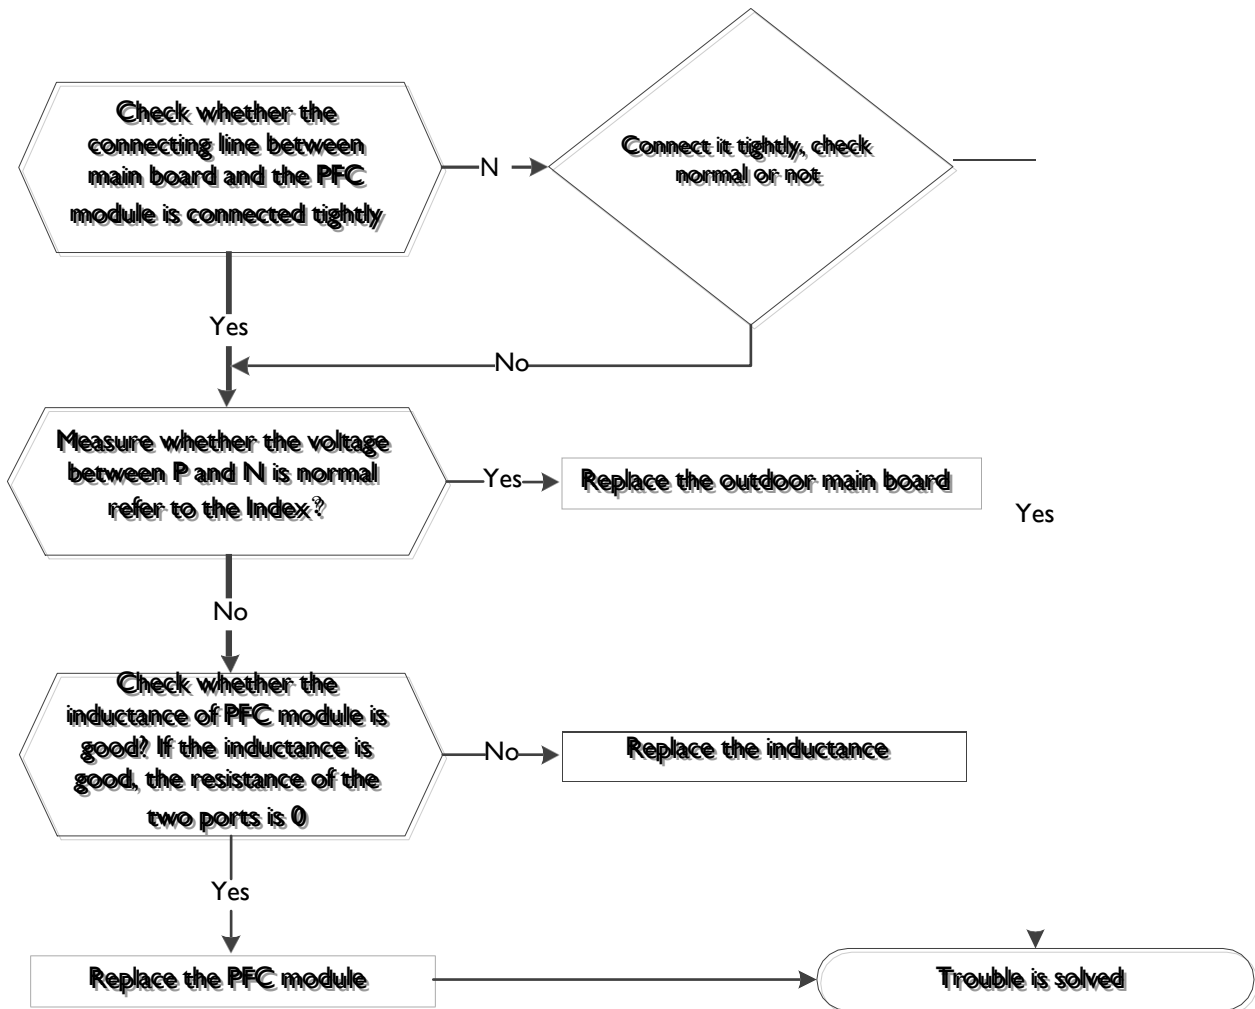 Check whether the
connecting line between
main board and the PFC
module is connected tightly
N
Connect it tightly, check
normal or not
Yes
No
Measure whether the voltage
between P and N is normal
refer to the Index?
Yes
Replace the outdoor main board
Yes
No
Check whether the
inductance of PFC module is
good? If the inductance is
good, the resistance of the
two ports is 0
No
Replace the inductance
Yes
Replace the PFC module
Trouble is solved